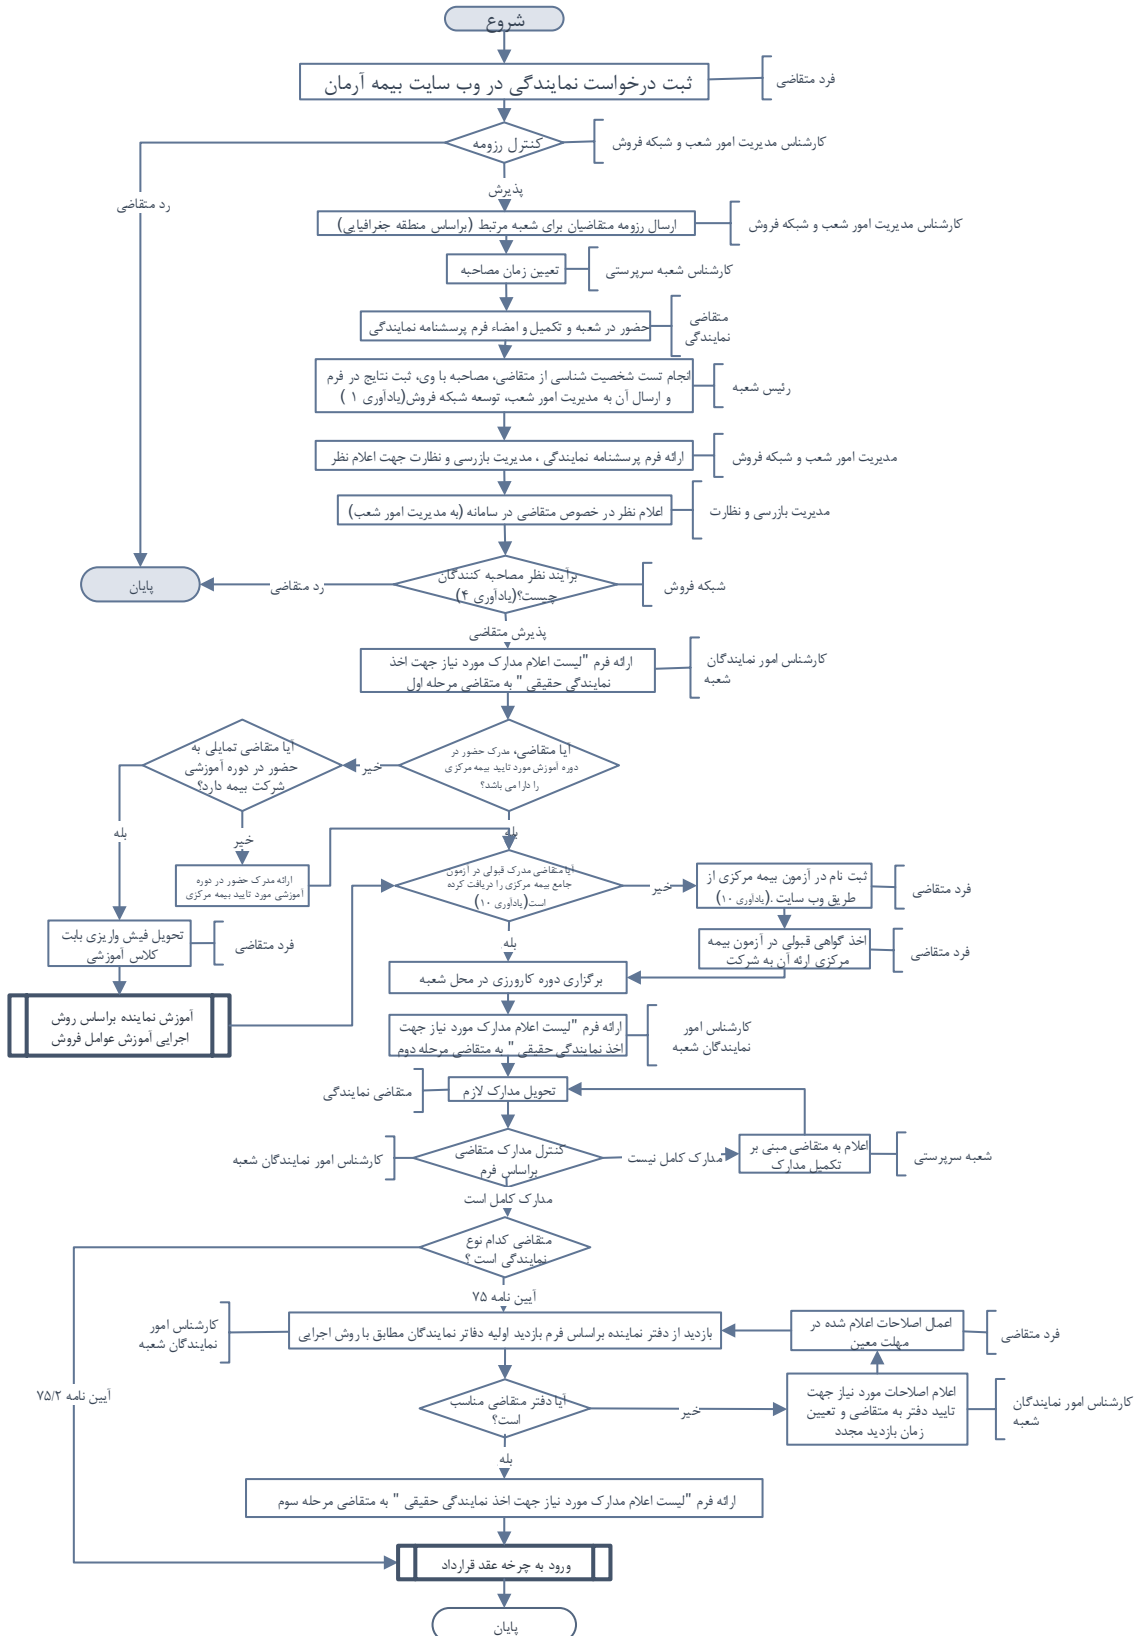 شروع
ثبت درخواست نمایندگی در وب سایت بیمه آرمان
فرد متقاضی
کنترل رزومه
کارشناس مدیریت امور شعب و شبکه فروش
رد متقاضی
پذیرش
ارسال رزومه متقاضیان برای شعبه مرتبط (براساس منطقه جغرافیایی)
کارشناس مدیریت امور شعب و شبکه فروش
تعیین زمان مصاحبه
کارشناس شعبه سرپرستی
حضور در شعبه و تکمیل و امضاء فرم پرسشنامه نمایندگی
متقاضی
نمایندگی
انجام تست شخصیت شناسی از متقاضی، مصاحبه با وی، ثبت نتایج در فرم
و ارسال آن به مدیریت امور شعب، توسعه شبکه فروش(یادآوری ۱ )
رئیس شعبه
ارائه فرم پرسشنامه نمایندگی ، مدیریت بازرسی و نظارت جهت اعلام نظر
مدیریت امور شعب و شبکه فروش
اعلام نظر در خصوص متقاضی در سامانه (به مدیریت امور شعب)
مدیریت بازرسی و نظارت
برآیند نظر مصاحبه کنندگان
چیست؟(یادآوری ۴)
شبکه فروش
رد متقاضی
پایان
پذیرش متقاضی
ارائه فرم "لیست اعلام مدارک مورد نیاز جهت اخذ
نمایندگی حقیقی " به متقاضی مرحله اول
کارشناس امور نمایندگان
شعبه
آیا متقاضی، مدرک حضور در
دوره آموزش مورد تایید بیمه مرکزی
را دارا می باشد؟
خیر
آیا متقاضی تمایلی به
حضور در دوره آموزشی
شرکت بیمه دارد؟
بله
خیر
بله
ارائه مدرک حضور در دوره
آموزشی مورد تایید بیمه مرکزی
آیا متقاضی مدرک قبولی در آزمون
جامع بیمه مرکزی را دریافت کرده
است(یادآوری ۱۰)
خیر
ثبت نام در آزمون بیمه مرکزی از
طریق وب سایت .(یادآوری ۱۰)
فرد متقاضی
تحویل فیش واریزی بابت
کلاس آموزشی
فرد متقاضی
اخذ گواهی قبولی در آزمون بیمه
مرکزی ارئه آن به شرکت
فرد متقاضی
بله
برگزاری دوره کارورزی در محل شعبه
آموزش نماینده براساس روش
اجرایی آموزش عوامل فروش
ارائه فرم "لیست اعلام مدارک مورد نیاز جهت
اخذ نمایندگی حقیقی " به متقاضی مرحله دوم
کارشناس امور
نمایندگان شعبه
تحویل مدارک لازم
متقاضی نمایندگی
کنترل مدارک متقاضی
براساس فرم
کارشناس امور نمایندگان شعبه
مدارک کامل نیست
اعلام به متقاضی مبنی بر
تکمیل مدارک
شعبه سرپرستی
مدارک کامل است
متقاضی کدام نوع
نمایندگی است ؟
آیین نامه ۷۵
بازدید از دفتر نماینده براساس فرم بازدید اولیه دفاتر نمایندگان مطابق با روش اجرایی
کارشناس امور
نمایندگان شعبه
اعمال اصلاحات اعلام شده در
مهلت معین
فرد متقاضی
آیین نامه ۷۵/۲
آیا دفتر متقاضی مناسب
است؟
خیر
اعلام اصلاحات مورد نیاز جهت
تایید دفتر به متقاضی و تعیین
زمان بازدید مجدد
کارشناس امور نمایندگان
شعبه
بله
ارائه فرم "لیست اعلام مدارک مورد نیاز جهت اخذ نمایندگی حقیقی " به متقاضی مرحله سوم
ورود به چرخه عقد قرارداد
پایان